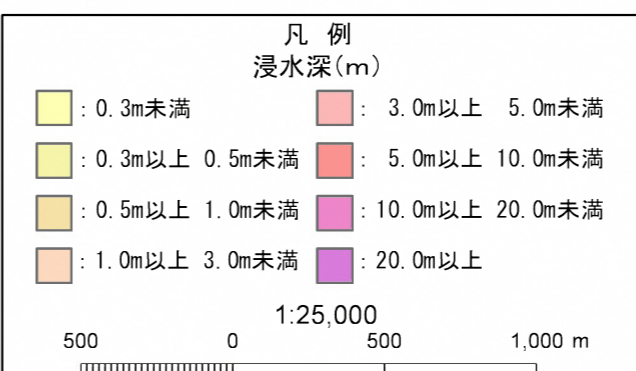 凡 例
浸水深(m)
: 0.3m未満
: 0.3m以上 0.5m未満
: 0.5m以上 1.0m未満
: 1.0m以上 3.0m未満
: 3.0m以上 5.0m未満
: 5.0m以上 10.0m未満
: 10.0m以上 20.0m未満
: 20.0m以上
1:25,000
500 0 500 1,000 m